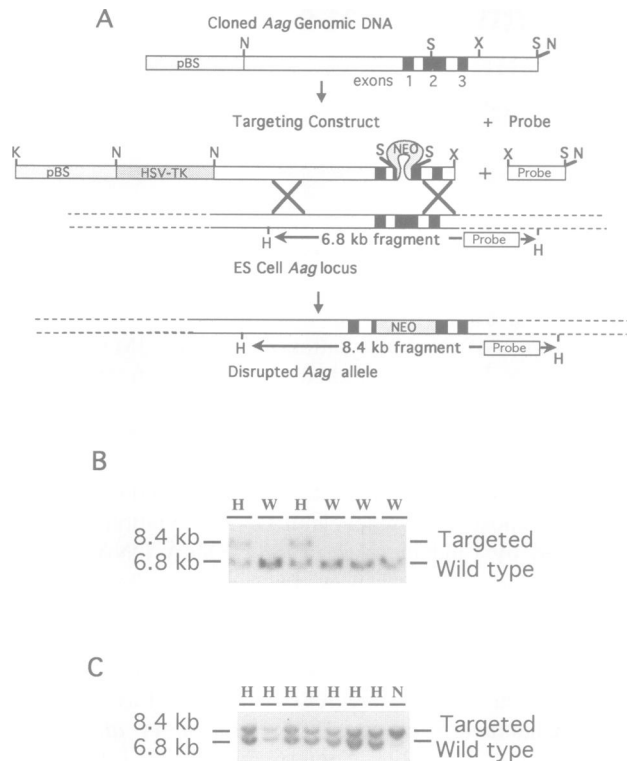 A
Cloned Aag Genomic DNA
N S X S N
pBS
exons 1 2 3
Targeting Construct + Probe
K N N S NEO S X X S N
pBS HSV-TK + Probe
H 6.8 kb fragment Probe H
ES Cell Aag locus
NEO
H 8.4 kb fragment Probe H
Disrupted Aag allele
B
H W H W W W
8.4 kb Targeted
6.8 kb Wild type
C
H H H H H H H N
8.4 kb Targeted
6.8 kb Wild type